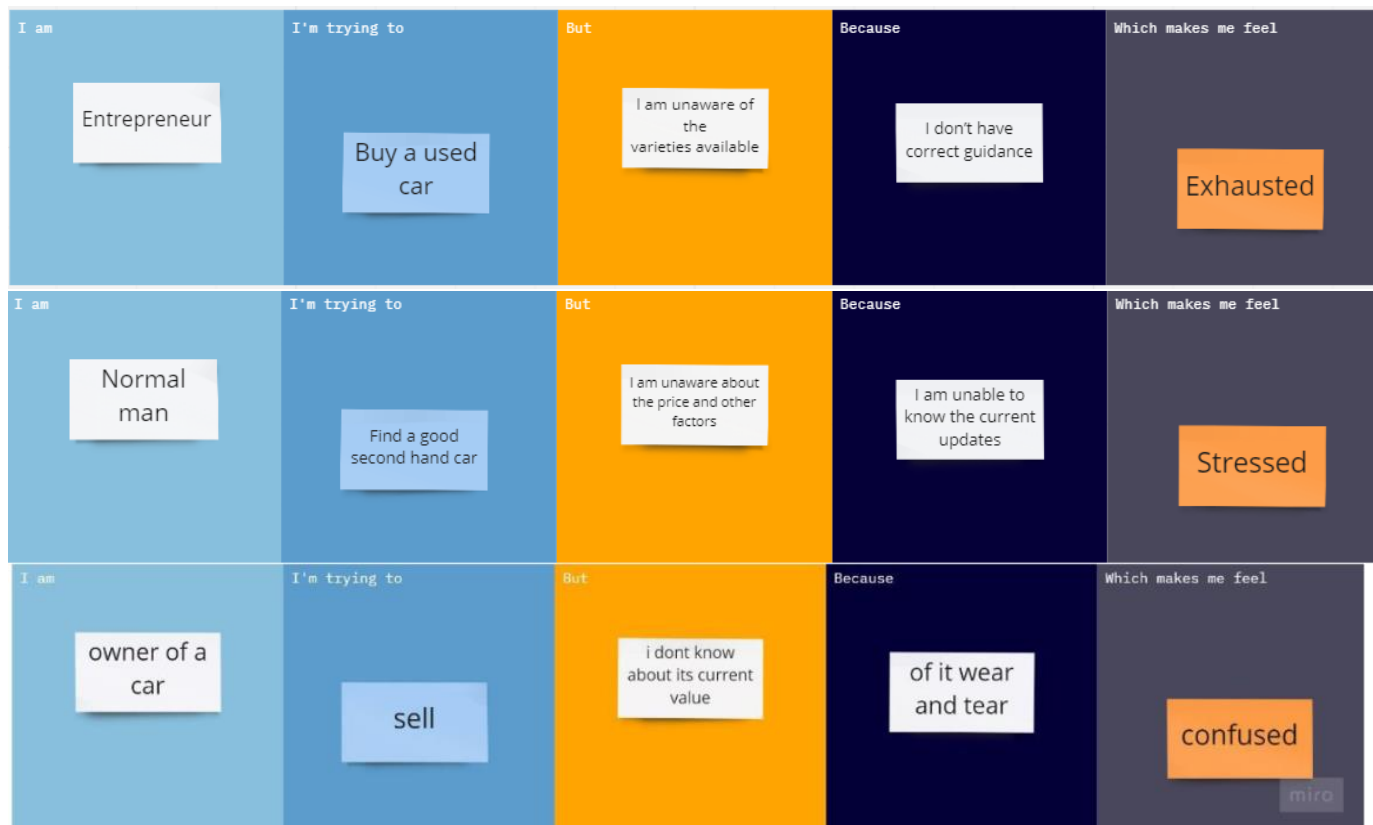 I am
I'm trying to
But
Because
Which makes me feel
Entrepreneur
Buy a used
car
I am unaware of
the
varieties available
I don't have
correct guidance
Exhausted
I am
I'm trying to
But
Because
Which makes me feel
Normal
man
Find a good
second hand car
I am unaware about
the price and other
factors
I am unable to
know the current
updates
Stressed
I am
I'm trying to
But
Because
Which makes me feel
owner of a
car
sell
i dont know
about its current
value
of it wear
and tear
confused
miro